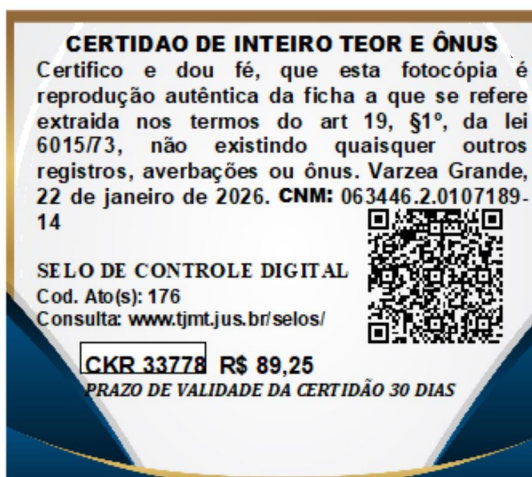 CERTIDAO DE INTEIRO TEOR E ÔNUS
Certifico e dou fé, que esta fotocópia é
reprodução autêntica da ficha a que se refere
extraida nos termos do art 19, §1º, da lei
6015/73, não existindo quaisquer outros
registros, averbações ou ônus. Varzea Grande,
22 de janeiro de 2026. CNM: 063446.2.0107189-
14
SELO DE CONTROLE DIGITAL
Cod. Ato(s): 176
Consulta: www.tjmt.jus.br/selos/
CKR 33778 R$ 89,25
PRAZO DE VALIDADE DA CERTIDÃO 30 DIAS